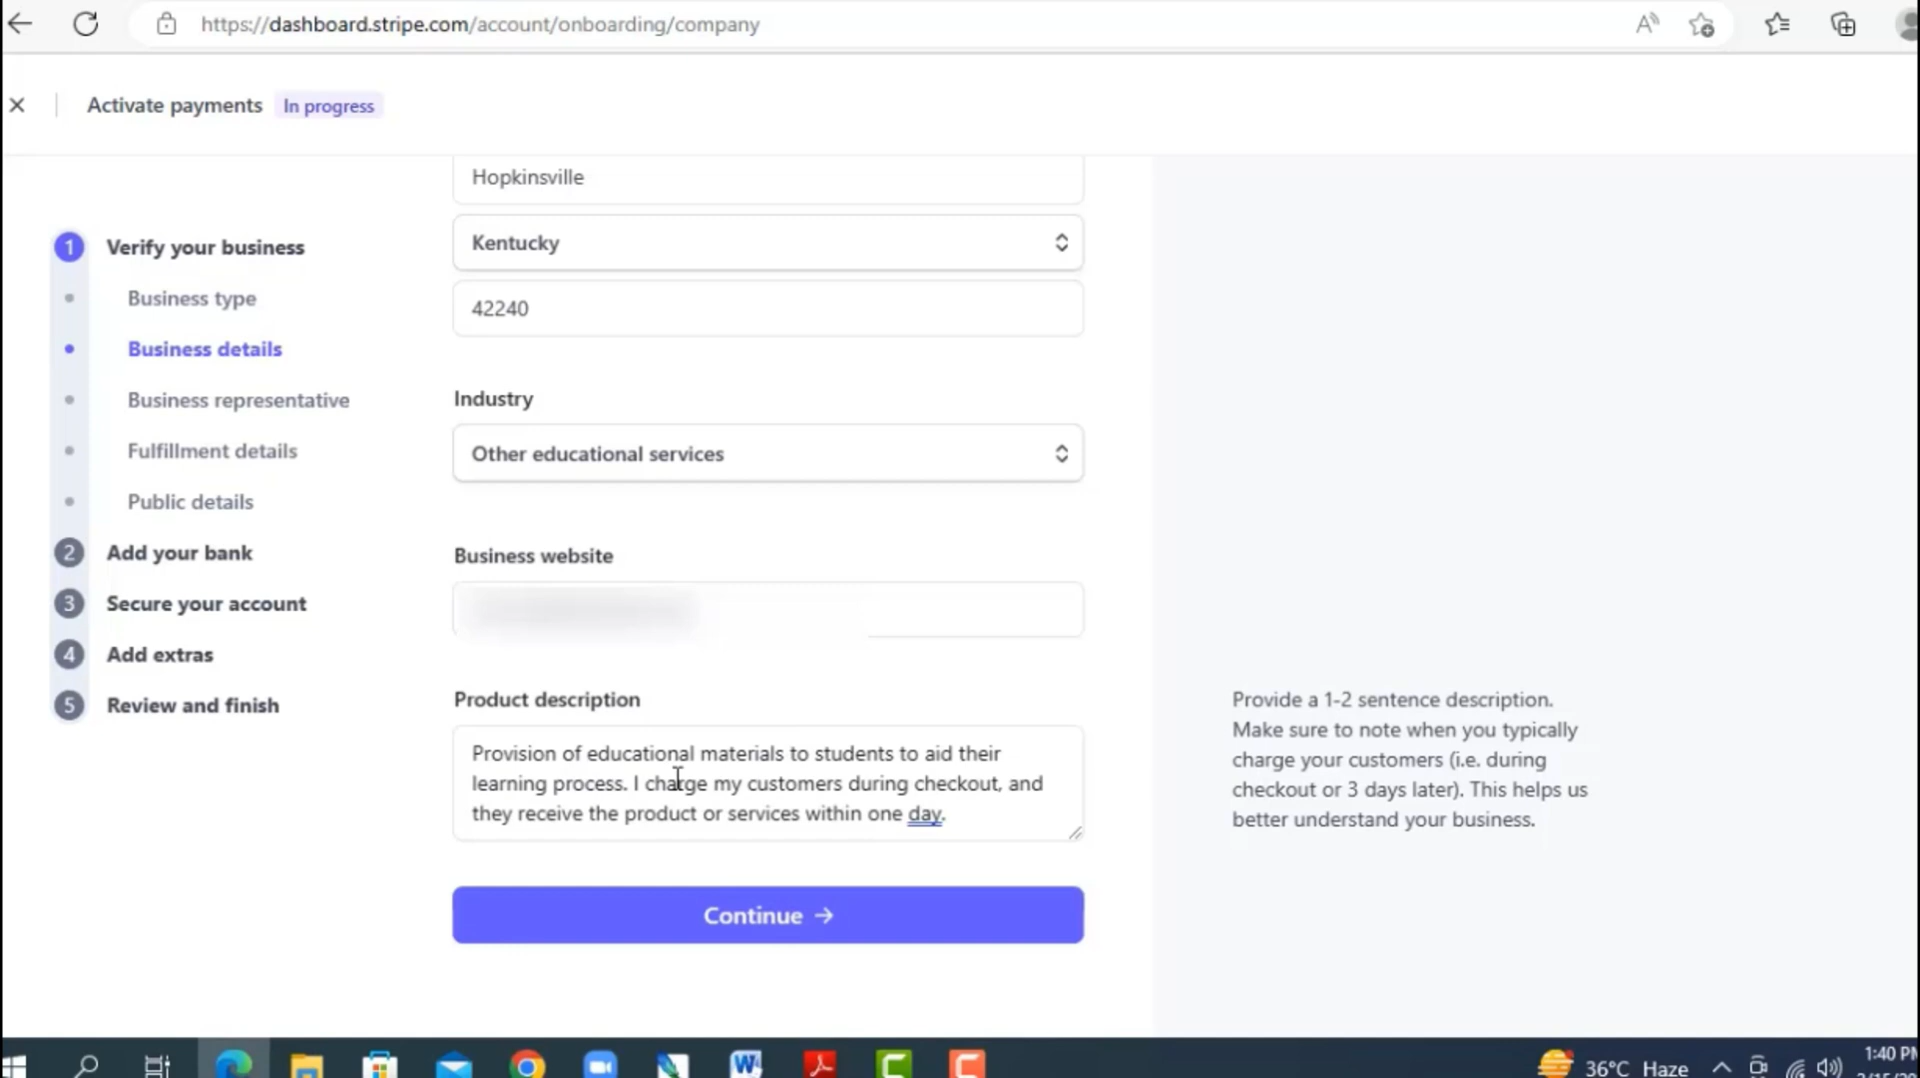 https://dashboard.stripe.com/account/onboarding/company
Activate payments In progress
1 Verify your business
Business type
Business details
Business representative
Fulfillment details
Public details
2 Add your bank
3 Secure your account
4 Add extras
5 Review and finish
Hopkinsville
Kentucky
42240
Industry
Other educational services
Business website
Product description
Provision of educational materials to students to aid their
learning process. I charge my customers during checkout, and
they receive the product or services within one day.
Continue →
Provide a 1-2 sentence description.
Make sure to note when you typically
charge your customers (i.e. during
checkout or 3 days later). This helps us
better understand your business.
36°C Haze
1:40 PM